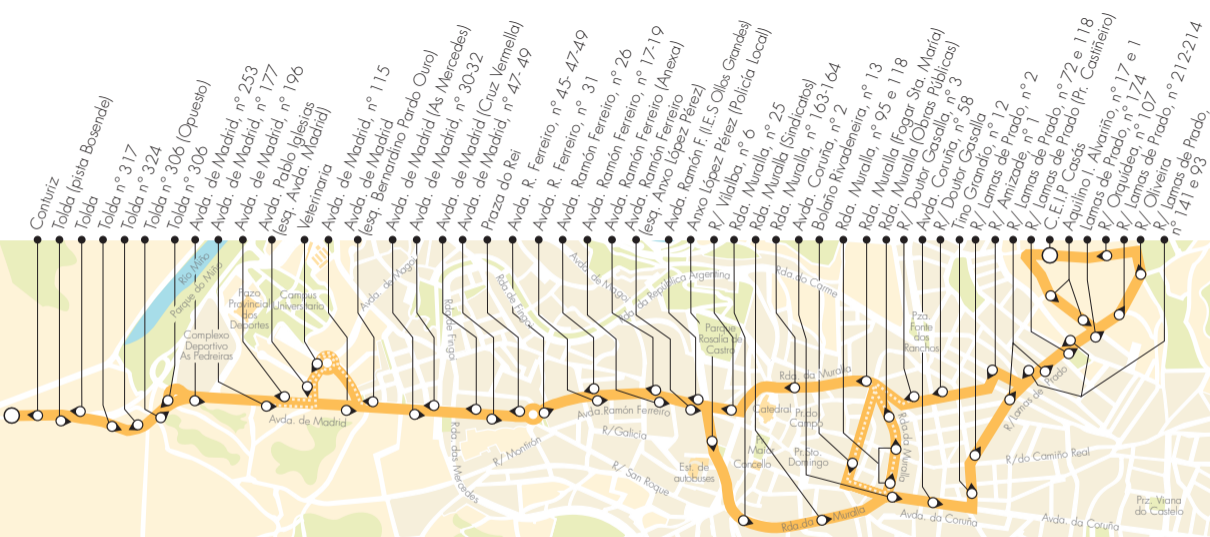 Conturiz
Tolda (pista Bosende)
Tolda
Tolda nº 317
Tolda nº 324
Tolda nº 306 (Opuesto)
Tolda nº 306
Avda. de Madrid, nº 253
Avda. de Madrid, nº 177
Avda. de Madrid, nº 196
Avda. Pablo Iglesias
(esq. Avda. Madrid)
Veterinaria
Avda. de Madrid, nº 115
Avda. de Madrid
(esq. Bernardino Pardo Ouro)
Avda. de Madrid (As Mercedes)
Avda. de Madrid, nº 30-32
Avda. de Madrid (Cruz Vermella)
Avda. de Madrid, nº 47- 49
Praza do Rei
Avda. R. Ferreiro, nº 45- 47-49
Avda. R. Ferreiro, nº 31
Avda. Ramón Ferreiro, nº 26
Avda. Ramón Ferreiro, nº 17-19
Avda. Ramón Ferreiro (Anexa)
Avda. Ramón Ferreiro
(esq. Anxo López Pérez)
Avda. Ramón F. (I.E.S Ollos Grandes)
Anxo López Pérez (Policía Local)
R/ Vilalba, nº 6
Rda. Muralla, nº 25
Rda. Muralla (Sindicatos)
Rda. Muralla, nº 163-164
Avda. Coruña, nº 2
Bolaño Rivadeneira, nº 13
Rda. Muralla, nº 95 e 118
Rda. Muralla (Fogar Sta. María)
Rda. Muralla (Obras Públicas)
R/ Doutor Gasalla, nº 3
Avda. Coruña, nº 58
R/ Doutor Gasalla
Tino Grandío, nº 12
R/ Lamas de Prado, nº 2
R/ Amizade, nº 1
R/ Lamas de Prado, nº 72 e 118
R/ Lamas de Prado (Pr. Castiñeiro)
C.E.I.P Casás
Aquilino I. Alvariño, nº 17 e 1
Lamas de Prado, nº 174
R/ Orquídea, nº 107
R/ Lamas de Prado, nº 212-214
R/ Oliveira
R/ Lamas de Prado,
nº 141 e 93
Río Miño
Parque do Miño
Pazo
Provincial
dos
Deportes
Campus
Universitario
Complexo
Deportivo
As Pedreiras
Avda. de Madrid
Avda. de Magoi
Rda. de Fingoi
Rda. das Mercedes
Rda de Fingoi
R/ Montirón
Avda. de Magoi
Rda da República Argentina
Avda.Ramón Ferreiro
R/Galicia
R/ San Roque
Parque
Rosalía de
Castro
Est. de
autobuses
Rda do Carme
Rda. da Muralla
Catedral
Pr.do
Campo
Maior
Pr.Sto.
Domingo
Rda.da Muralla
Rda.da Muralla
Pza.
Fonte
dos
Ranchos
Avda. da Coruña
R/Lamas de Prado
R/do Camiño Real
Avda. da Coruña
Prz. Viana
do Castelo